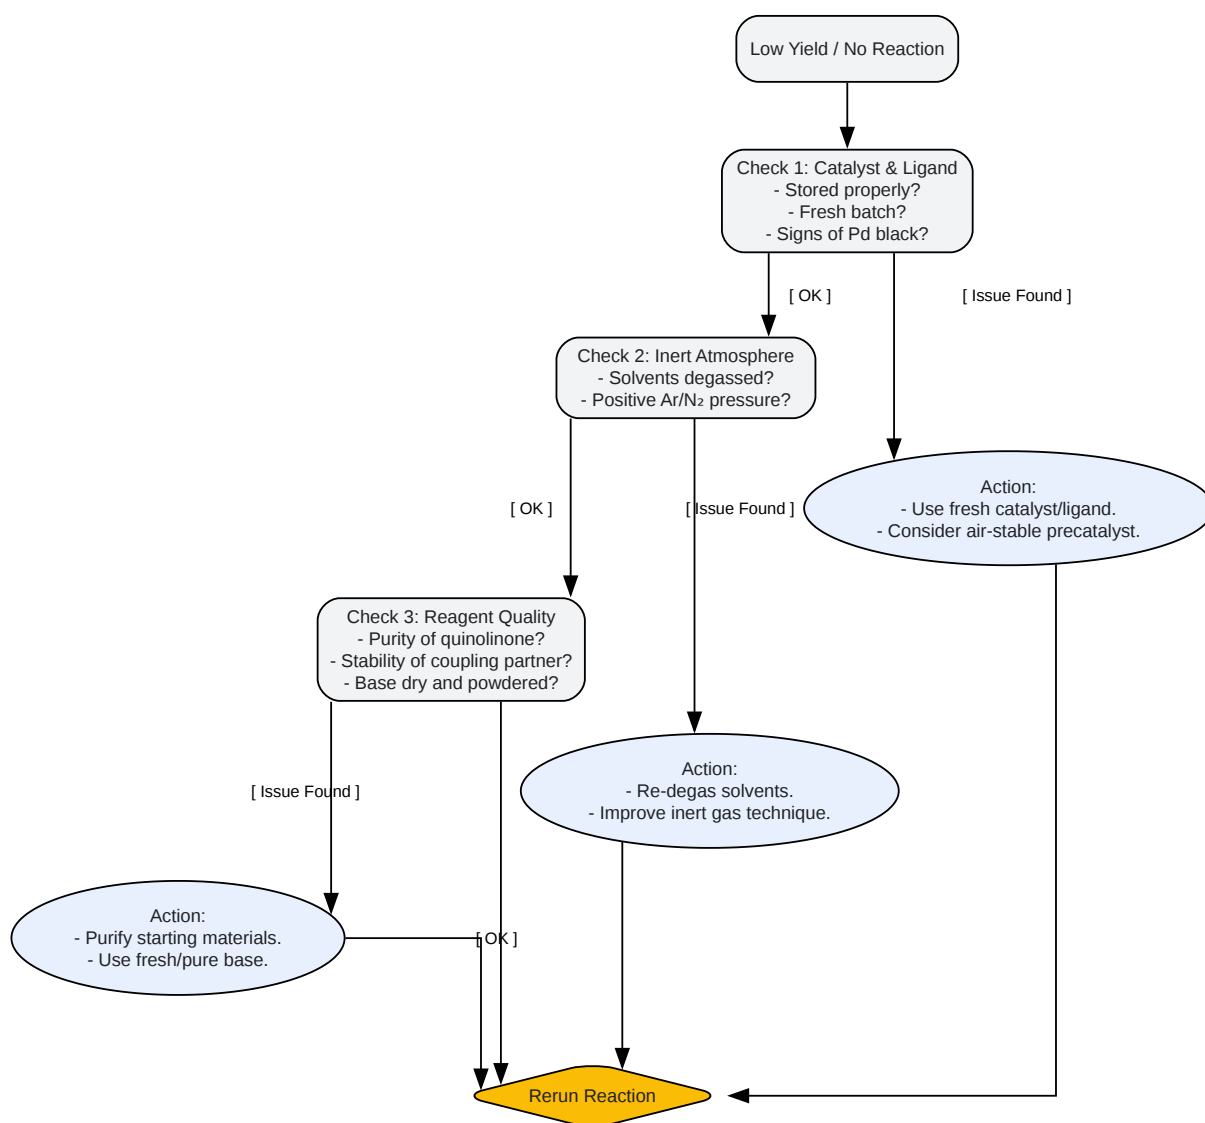 Low Yield / No Reaction
Check 1: Catalyst & Ligand
- Stored properly?
- Fresh batch?
- Signs of Pd black?
[ OK ]
[ Issue Found ]
Check 2: Inert Atmosphere
- Solvents degassed?
- Positive Ar/N₂ pressure?
[ OK ]
[ Issue Found ]
Action:
- Use fresh catalyst/ligand.
- Consider air-stable precatalyst.
Check 3: Reagent Quality
- Purity of quinolinone?
- Stability of coupling partner?
- Base dry and powdered?
[ Issue Found ]
Action:
- Re-degas solvents.
- Improve inert gas technique.
Action:
- Purify starting materials.
- Use fresh/pure base.
[ OK ]
Rerun Reaction